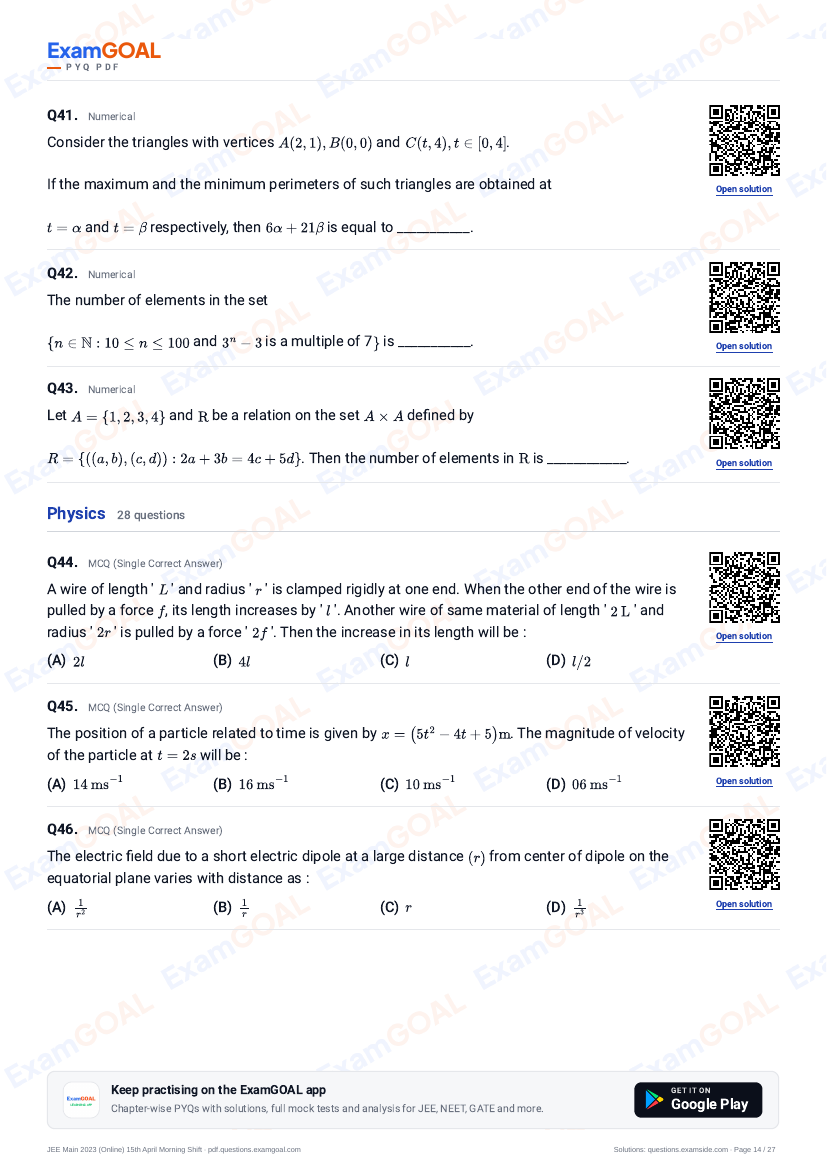 ExamGOAL
PYQ PDF
Q41. Numerical
Consider the triangles with vertices A(2, 1), B(0, 0) and C(t, 4), t ∈ [0, 4].
If the maximum and the minimum perimeters of such triangles are obtained at
t = α and t = β respectively, then 6α + 21β is equal to ___________.
Open solution
Q42. Numerical
The number of elements in the set
{n ∈ ℕ : 10 ≤ n ≤ 100 and 3ⁿ − 3 is a multiple of 7} is ___________.
Open solution
Q43. Numerical
Let A = {1, 2, 3, 4} and R be a relation on the set A × A defined by
R = {((a, b), (c, d)) : 2a + 3b = 4c + 5d}. Then the number of elements in R is ____________.
Open solution
Physics 28 questions
Q44. MCQ (Single Correct Answer)
A wire of length ' L ' and radius ' r ' is clamped rigidly at one end. When the other end of the wire is
pulled by a force f, its length increases by ' l '. Another wire of same material of length ' 2 L ' and
radius ' 2r ' is pulled by a force ' 2f '. Then the increase in its length will be :
(A) 2l (B) 4l (C) l (D) l/2
Open solution
Q45. MCQ (Single Correct Answer)
The position of a particle related to time is given by x = (5t² − 4t + 5)m. The magnitude of velocity
of the particle at t = 2s will be :
(A) 14 ms⁻¹ (B) 16 ms⁻¹ (C) 10 ms⁻¹ (D) 06 ms⁻¹
Open solution
Q46. MCQ (Single Correct Answer)
The electric field due to a short electric dipole at a large distance (r) from center of dipole on the
equatorial plane varies with distance as :
(A) 1/r² (B) 1/r (C) r (D) 1/r³
Open solution
Keep practising on the ExamGOAL app
Chapter-wise PYQs with solutions, full mock tests and analysis for JEE, NEET, GATE and more.
GET IT ON
Google Play
JEE Main 2023 (Online) 15th April Morning Shift · pdf.questions.examgoal.com
Solutions: questions.examside.com · Page 14 / 27